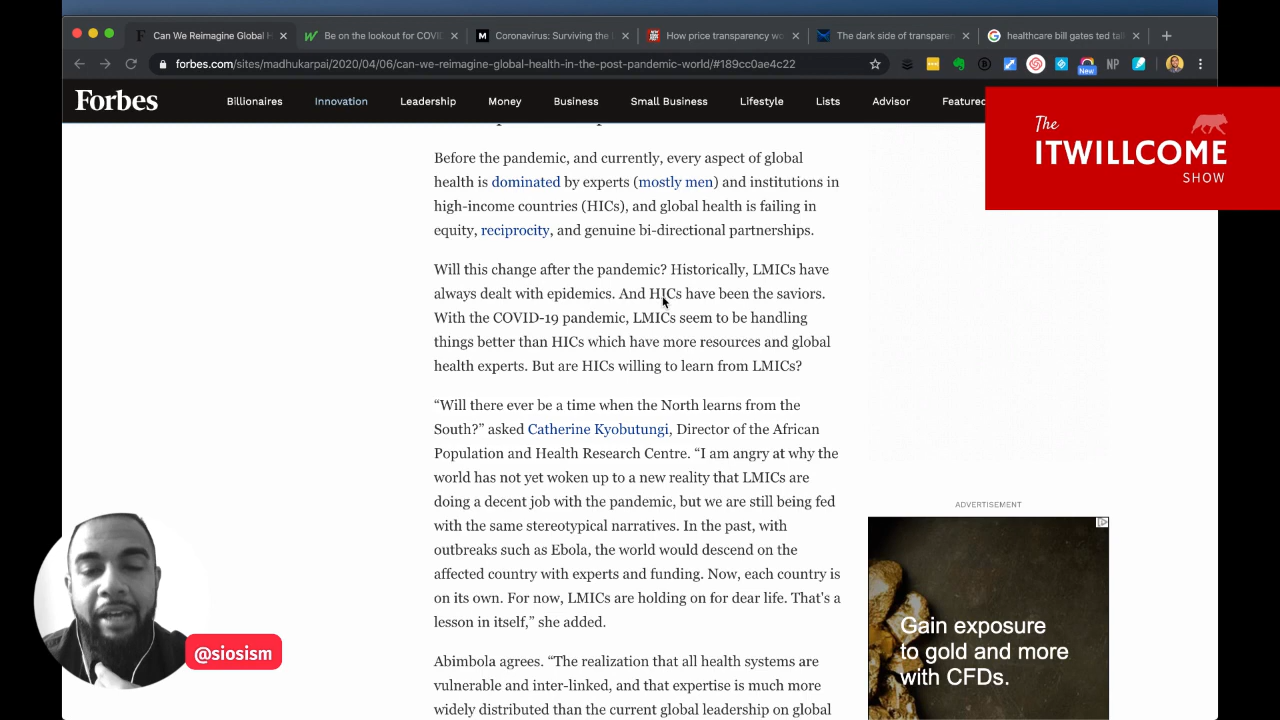 Can We Reimagine Global H
Be on the lookout for COVI
Coronavirus: Surviving the
How price transparency wo
The dark side of transparen
healthcare bill gates ted tal
forbes.com/sites/madhukarpai/2020/04/06/can-we-reimagine-global-health-in-the-post-pandemic-world/#189cc0ae4c22
New
NP
Forbes
Billionaires
Innovation
Leadership
Money
Business
Small Business
Lifestyle
Lists
Advisor
Featured
The
ITWILLCOME
SHOW
Before the pandemic, and currently, every aspect of global
health is dominated by experts (mostly men) and institutions in
high-income countries (HICs), and global health is failing in
equity, reciprocity, and genuine bi-directional partnerships.
Will this change after the pandemic? Historically, LMICs have
always dealt with epidemics. And HICs have been the saviors.
With the COVID-19 pandemic, LMICs seem to be handling
things better than HICs which have more resources and global
health experts. But are HICs willing to learn from LMICs?
“Will there ever be a time when the North learns from the
South?” asked Catherine Kyobutungi, Director of the African
Population and Health Research Centre. “I am angry at why the
world has not yet woken up to a new reality that LMICs are
doing a decent job with the pandemic, but we are still being fed
with the same stereotypical narratives. In the past, with
outbreaks such as Ebola, the world would descend on the
affected country with experts and funding. Now, each country is
on its own. For now, LMICs are holding on for dear life. That's a
lesson in itself,” she added.
Abimbola agrees. “The realization that all health systems are
vulnerable and inter-linked, and that expertise is much more
widely distributed than the current global leadership on global
ADVERTISEMENT
Gain exposure
to gold and more
with CFDs.
@siosism